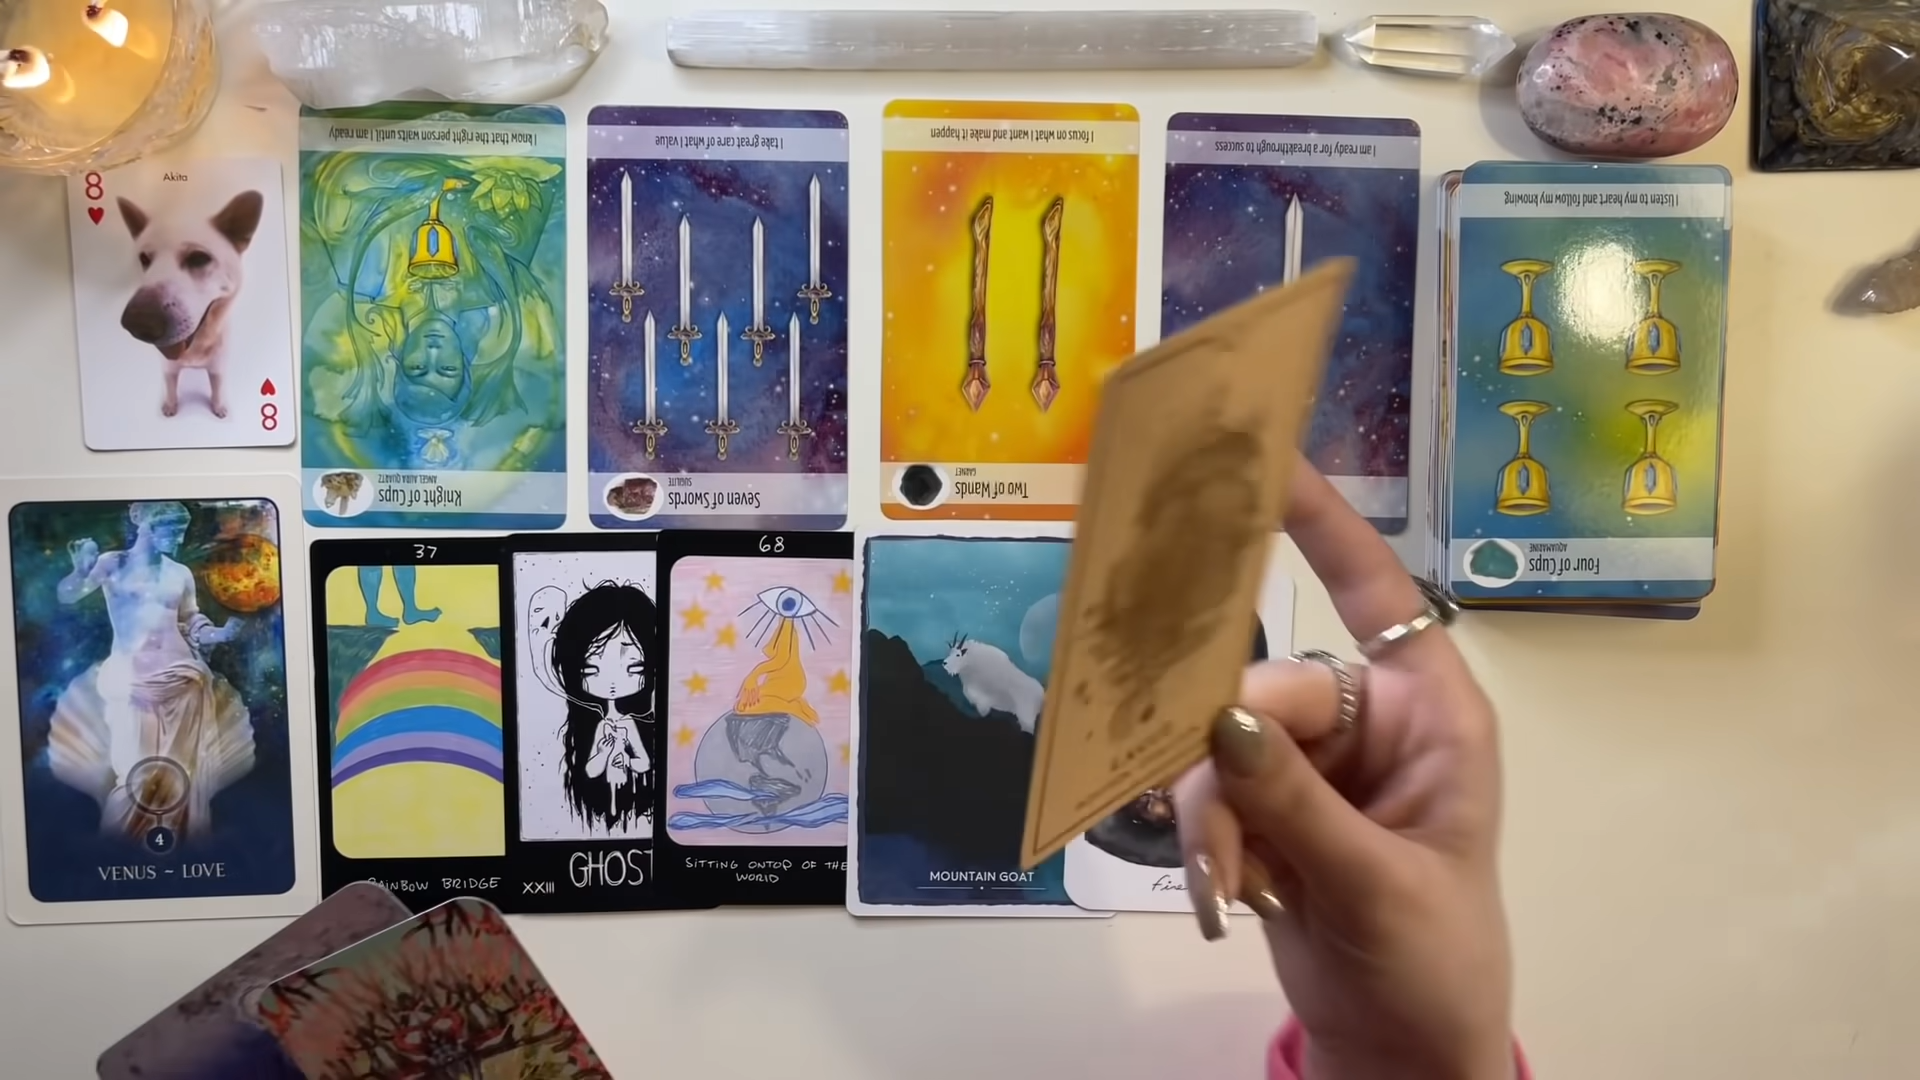 8
Akita
8
I know that the right person waits until I am ready
Knight of Cups
ANGEL AURA QUARTZ
I take great care of what I value
Seven of Swords
SUGILITE
I focus on what I want and make it happen
Two of Wands
GARNET
I am ready for a breakthrough to success
I listen to my heart and follow my knowing
Four of Cups
AQUAMARINE
4
VENUS ~ LOVE
37
RAINBOW BRIDGE
XXIII
GHOST
68
SITTING ONTOP OF THE
WORLD
MOUNTAIN GOAT
fire